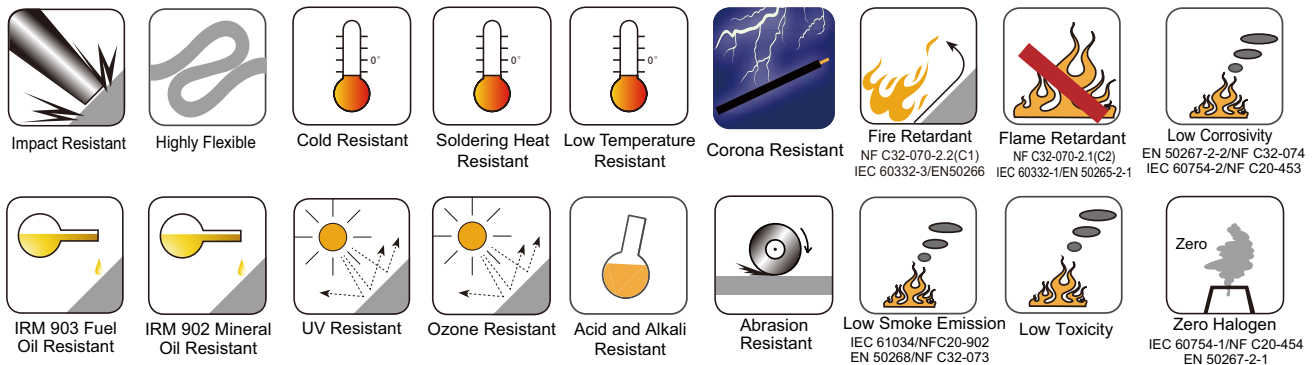 0°
0°
0°
Impact Resistant
Highly Flexible
Cold Resistant
Soldering Heat
Resistant
Low Temperature
Resistant
Corona Resistant
Fire Retardant
NF C32-070-2.2(C1)
IEC 60332-3/EN50266
Flame Retardant
NF C32-070-2.1(C2)
IEC 60332-1/EN 50265-2-1
Low Corrosivity
EN 50267-2-2/NF C32-074
IEC 60754-2/NF C20-453
Zero
IRM 903 Fuel
Oil Resistant
IRM 902 Mineral
Oil Resistant
UV Resistant
Ozone Resistant
Acid and Alkali
Resistant
Abrasion
Resistant
Low Smoke Emission
IEC 61034/NFC20-902
EN 50268/NF C32-073
Low Toxicity
Zero Halogen
IEC 60754-1/NF C20-454
EN 50267-2-1